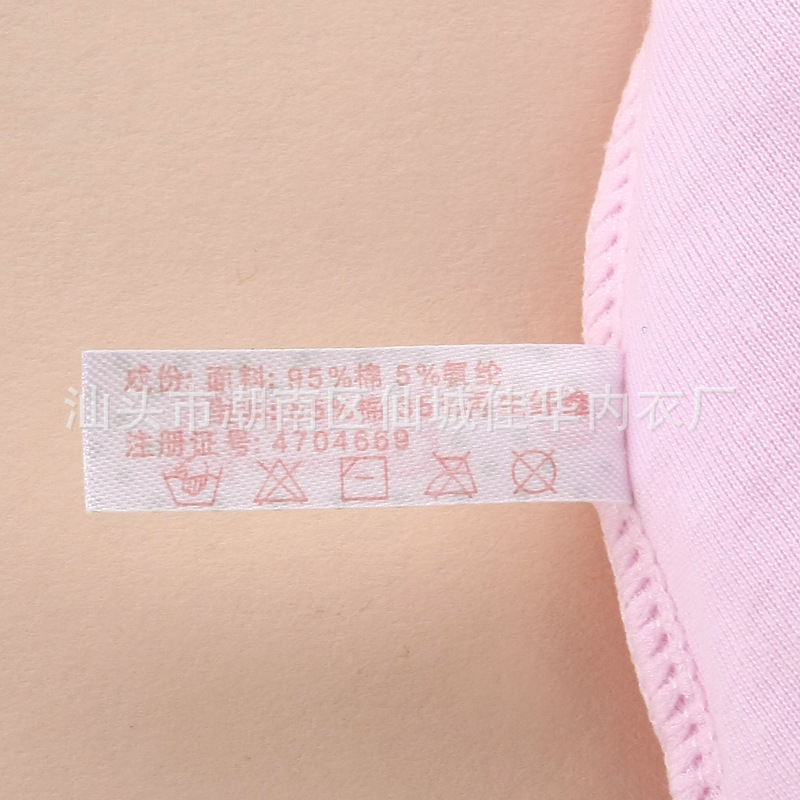 成份: 面料: 95%棉 5%氨纶
汕头市潮南区仙城佳华内衣厂
注册证号: 4704669